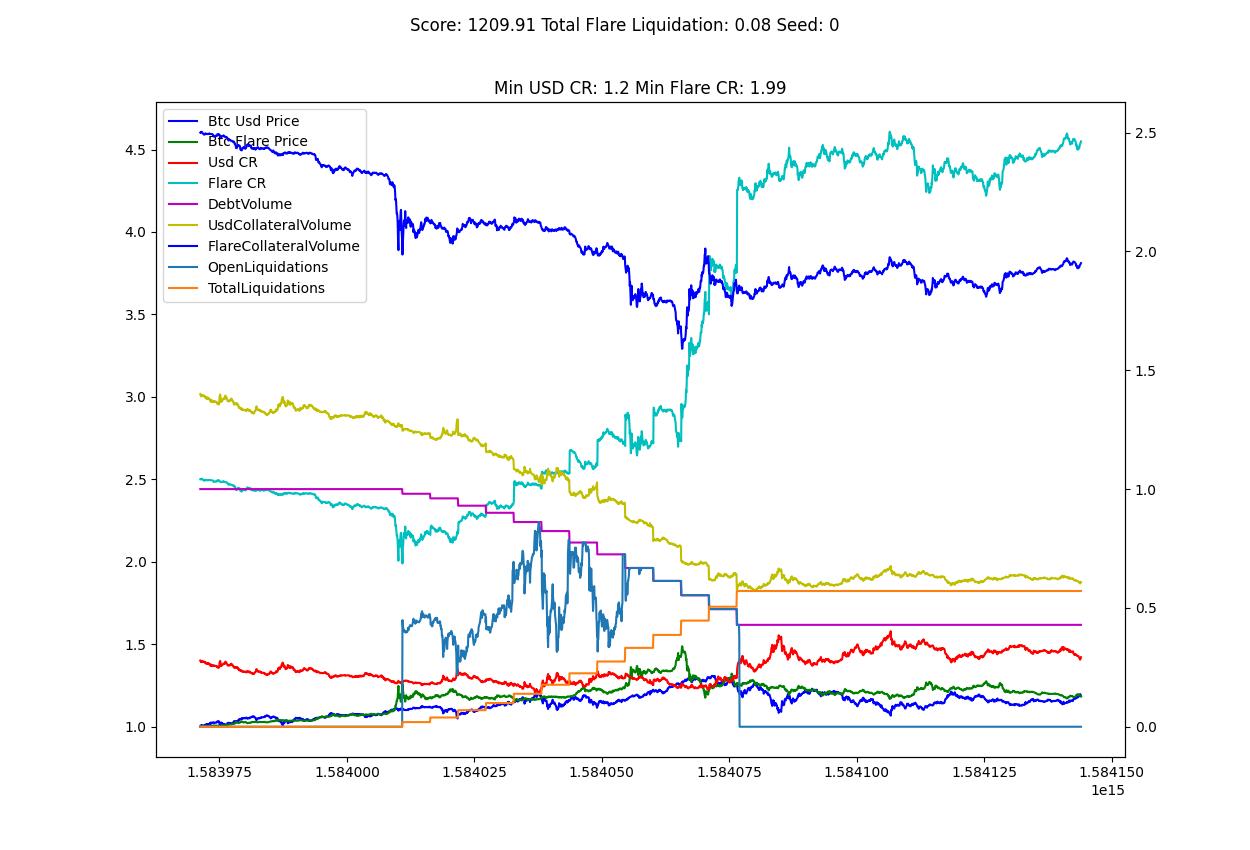 Score: 1209.91 Total Flare Liquidation: 0.08 Seed: 0
Min USD CR: 1.2 Min Flare CR: 1.99
Btc Usd Price
Btc Flare Price
Usd CR
Flare CR
DebtVolume
UsdCollateralVolume
FlareCollateralVolume
OpenLiquidations
TotalLiquidations
4.5
4.0
3.5
3.0
2.5
2.0
1.5
1.0
2.5
2.0
1.5
1.0
0.5
0.0
1.583975 1.584000 1.584025 1.584050 1.584075 1.584100 1.584125 1.584150
1e15